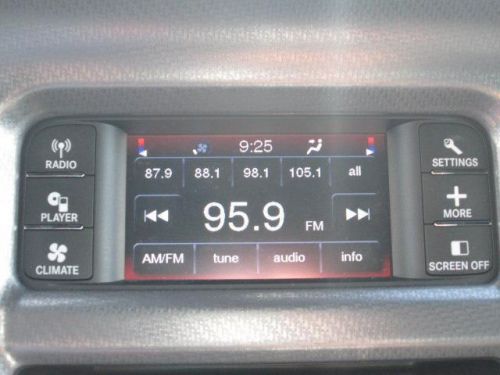 9:25
RADIO
87.9 88.1 98.1 105.1 all
SETTINGS
PLAYER
95.9 FM
MORE
CLIMATE
AM/FM tune audio info
SCREEN OFF